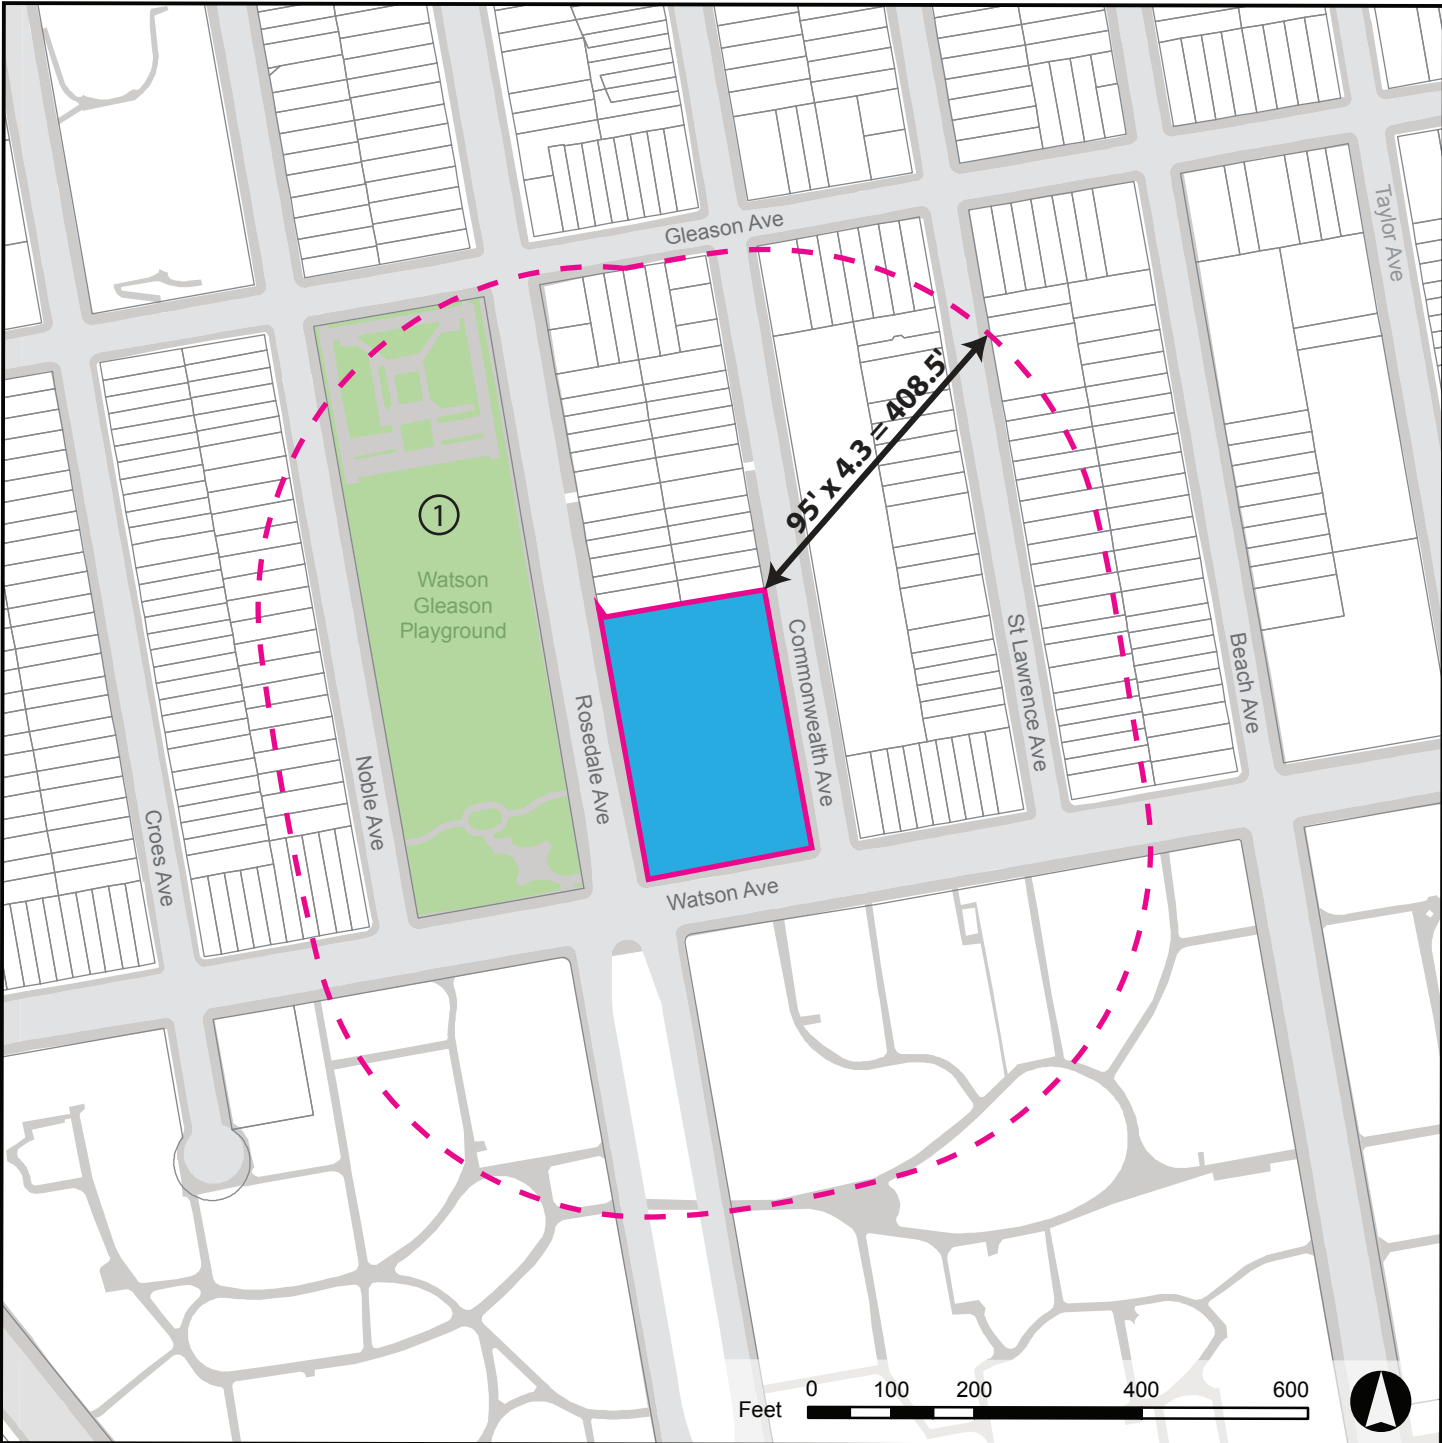 Gleason Ave
Taylor Ave
95' x 4.3 = 408.5'
1
Watson
Gleason
Playground
Rosedale Ave
Commonwealth Ave
St Lawrence Ave
Beach Ave
Noble Ave
Croes Ave
Watson Ave
0 100 200 400 600
Feet